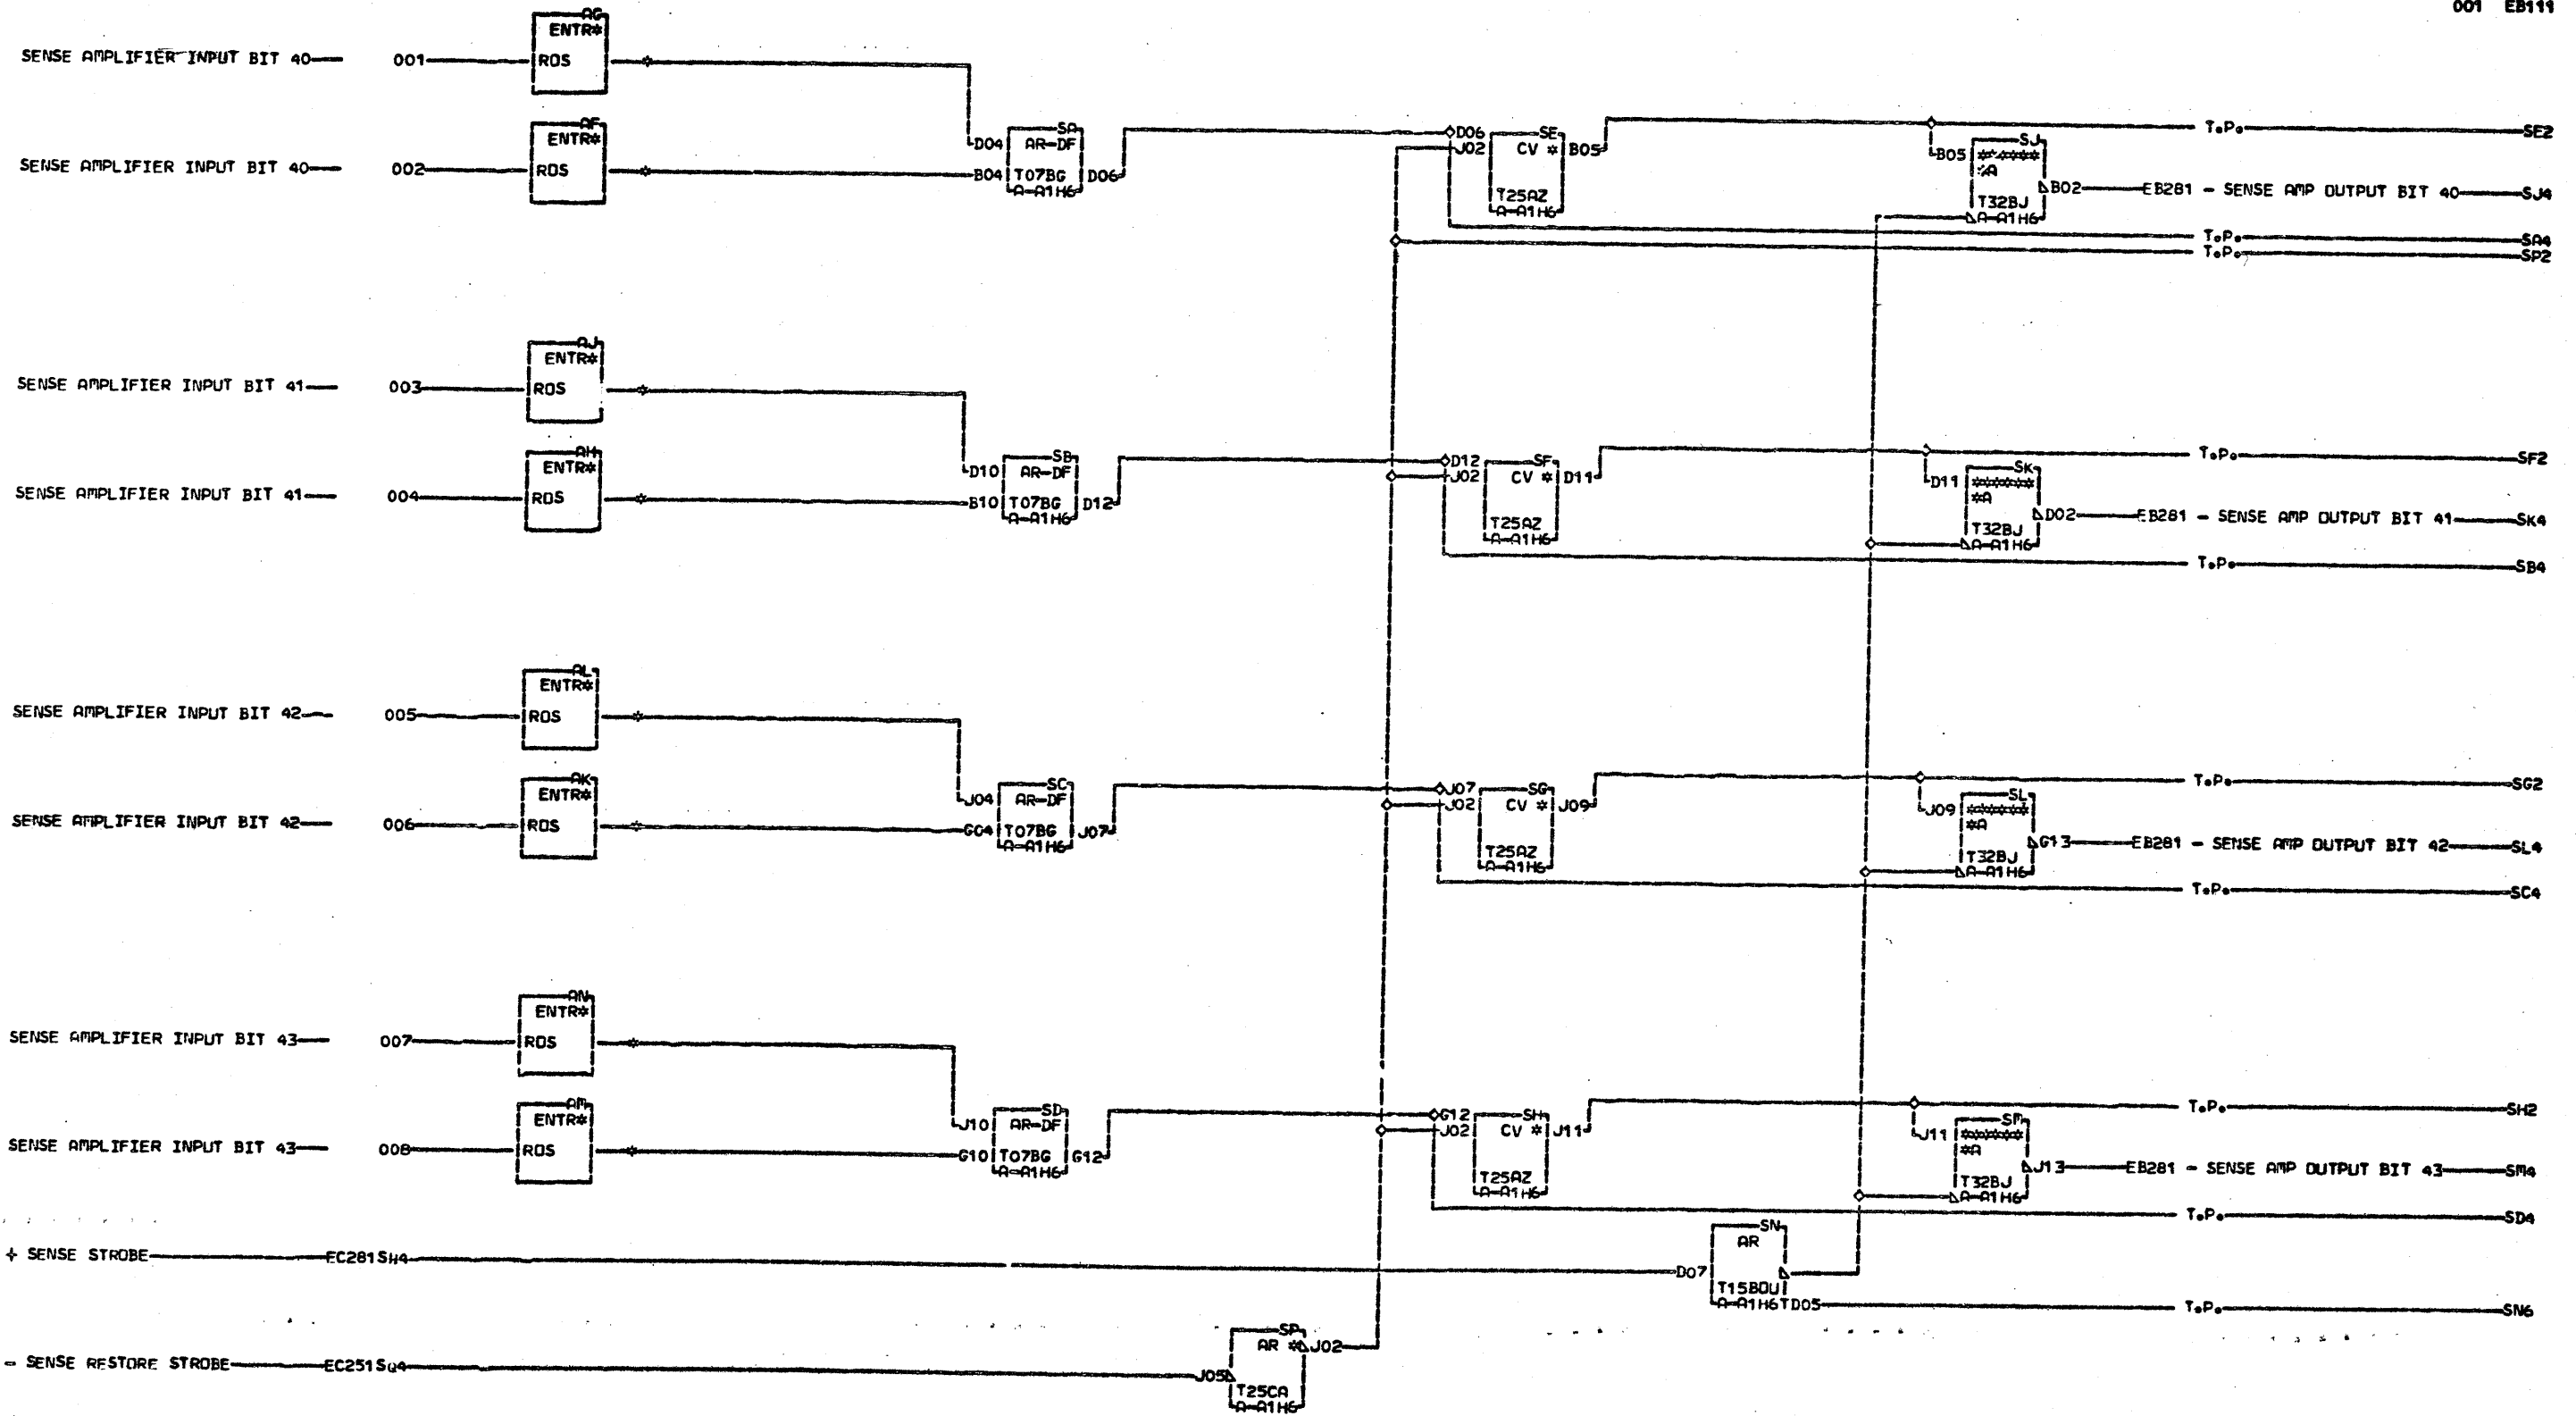 001 EB111
AG
ENTR*
SENSE AMPLIFIER INPUT BIT 40 001 ROS
AF
ENTR*
SENSE AMPLIFIER INPUT BIT 40 002 ROS
D04 SA
AR-DF
B04 T07BG D06
A-A1H6
D06 SE
J02 CV * B05
T25AZ
A-A1H6
T.P. SE2
B05 SJ
******
*A
B02 EB281 - SENSE AMP OUTPUT BIT 40 SJ4
T32BJ
A-A1H6
T.P. SA4
T.P. SP2
AJ
ENTR*
SENSE AMPLIFIER INPUT BIT 41 003 ROS
AH
ENTR*
SENSE AMPLIFIER INPUT BIT 41 004 ROS
D10 SB
AR-DF
B10 T07BG D12
A-A1H6
D12 SF
J02 CV * D11
T25AZ
A-A1H6
T.P. SF2
D11 SK
******
*A
D02 EB281 - SENSE AMP OUTPUT BIT 41 SK4
T32BJ
A-A1H6
T.P. SB4
AL
ENTR*
SENSE AMPLIFIER INPUT BIT 42 005 ROS
AK
ENTR*
SENSE AMPLIFIER INPUT BIT 42 006 ROS
J04 SC
AR-DF
G04 T07BG J07
A-A1H6
J07 SG
J02 CV * J09
T25AZ
A-A1H6
T.P. SG2
J09 SL
******
*A
G13 EB281 - SENSE AMP OUTPUT BIT 42 SL4
T32BJ
A-A1H6
T.P. SC4
AN
ENTR*
SENSE AMPLIFIER INPUT BIT 43 007 ROS
AM
ENTR*
SENSE AMPLIFIER INPUT BIT 43 008 ROS
J10 SD
AR-DF
G10 T07BG G12
A-A1H6
G12 SH
J02 CV * J11
T25AZ
A-A1H6
T.P. SH2
J11 SM
******
*A
J13 EB281 - SENSE AMP OUTPUT BIT 43 SM4
T32BJ
A-A1H6
T.P. SD4
+ SENSE STROBE EC281SH4
SN
AR
D07
T15BOU
A-A1H6TD05 T.P. SN6
- SENSE RESTORE STROBE
SP
AR * J02
J05
T25CA
A-A1H6